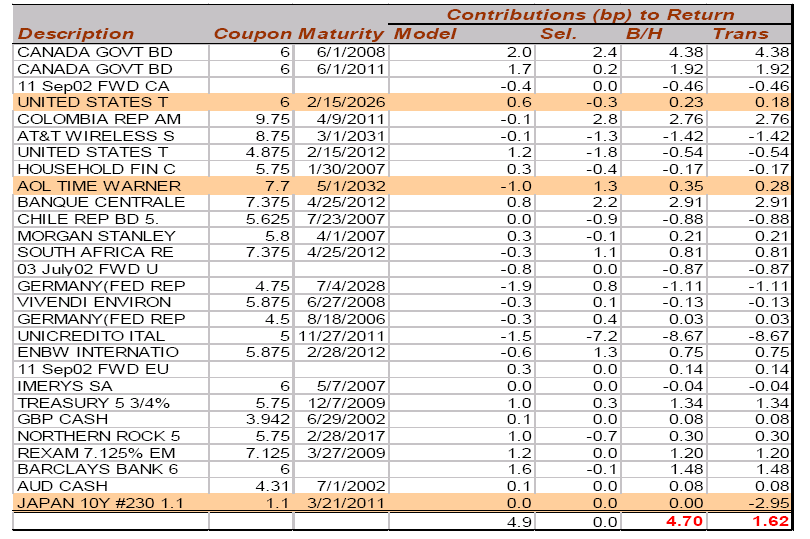 Contributions (bp) to Return
Description Coupon Maturity Model Sel. B/H Trans
CANADA GOVT BD 6 6/1/2008 2.0 2.4 4.38 4.38
CANADA GOVT BD 6 6/1/2011 1.7 0.2 1.92 1.92
11 Sep02 FWD CA -0.4 0.0 -0.46 -0.46
UNITED STATES T 6 2/15/2026 0.6 -0.3 0.23 0.18
COLOMBIA REP AM 9.75 4/9/2011 -0.1 2.8 2.76 2.76
AT&T WIRELESS S 8.75 3/1/2031 -0.1 -1.3 -1.42 -1.42
UNITED STATES T 4.875 2/15/2012 1.2 -1.8 -0.54 -0.54
HOUSEHOLD FIN C 5.75 1/30/2007 0.3 -0.4 -0.17 -0.17
AOL TIME WARNER 7.7 5/1/2032 -1.0 1.3 0.35 0.28
BANQUE CENTRALE 7.375 4/25/2012 0.8 2.2 2.91 2.91
CHILE REP BD 5. 5.625 7/23/2007 0.0 -0.9 -0.88 -0.88
MORGAN STANLEY 5.8 4/1/2007 0.3 -0.1 0.21 0.21
SOUTH AFRICA RE 7.375 4/25/2012 -0.3 1.1 0.81 0.81
03 July02 FWD U -0.8 0.0 -0.87 -0.87
GERMANY(FED REP 4.75 7/4/2028 -1.9 0.8 -1.11 -1.11
VIVENDI ENVIRON 5.875 6/27/2008 -0.3 0.1 -0.13 -0.13
GERMANY(FED REP 4.5 8/18/2006 -0.3 0.4 0.03 0.03
UNICREDITO ITAL 5 11/27/2011 -1.5 -7.2 -8.67 -8.67
ENBW INTERNATIO 5.875 2/28/2012 -0.6 1.3 0.75 0.75
11 Sep02 FWD EU 0.3 0.0 0.14 0.14
IMERYS SA 6 5/7/2007 0.0 0.0 -0.04 -0.04
TREASURY 5 3/4% 5.75 12/7/2009 1.0 0.3 1.34 1.34
GBP CASH 3.942 6/29/2002 0.1 0.0 0.08 0.08
NORTHERN ROCK 5 5.75 2/28/2017 1.0 -0.7 0.30 0.30
REXAM 7.125% EM 7.125 3/27/2009 1.2 0.0 1.20 1.20
BARCLAYS BANK 6 6 1.6 -0.1 1.48 1.48
AUD CASH 4.31 7/1/2002 0.1 0.0 0.08 0.08
JAPAN 10Y #230 1.1 1.1 3/21/2011 0.0 0.0 0.00 -2.95
4.9 0.0 4.70 1.62